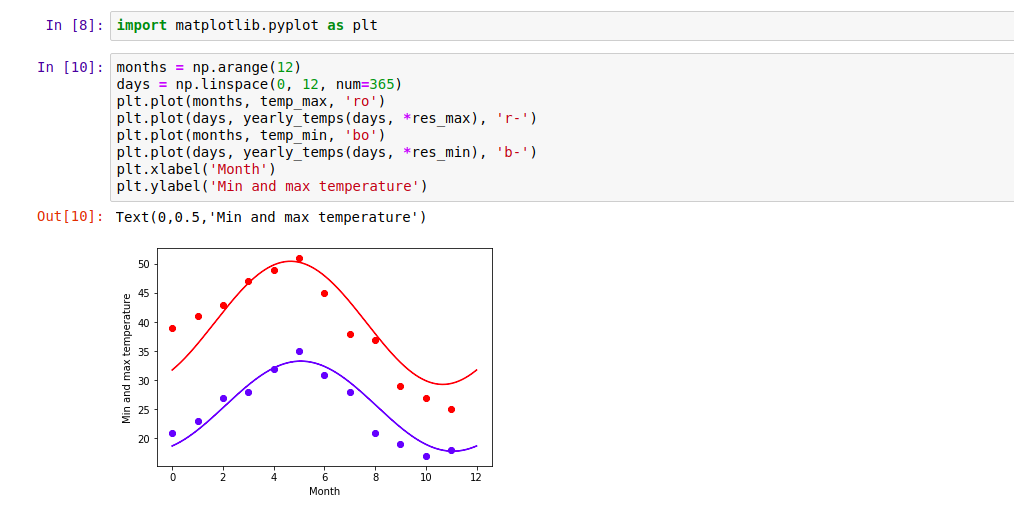 In [8]: import matplotlib.pyplot as plt
In [10]: months = np.arange(12)
days = np.linspace(0, 12, num=365)
plt.plot(months, temp_max, 'ro')
plt.plot(days, yearly_temps(days, *res_max), 'r-')
plt.plot(months, temp_min, 'bo')
plt.plot(days, yearly_temps(days, *res_min), 'b-')
plt.xlabel('Month')
plt.ylabel('Min and max temperature')
Out[10]: Text(0,0.5,'Min and max temperature')
Min and max temperature
50
45
40
35
30
25
20
0 2 4 6 8 10 12
Month